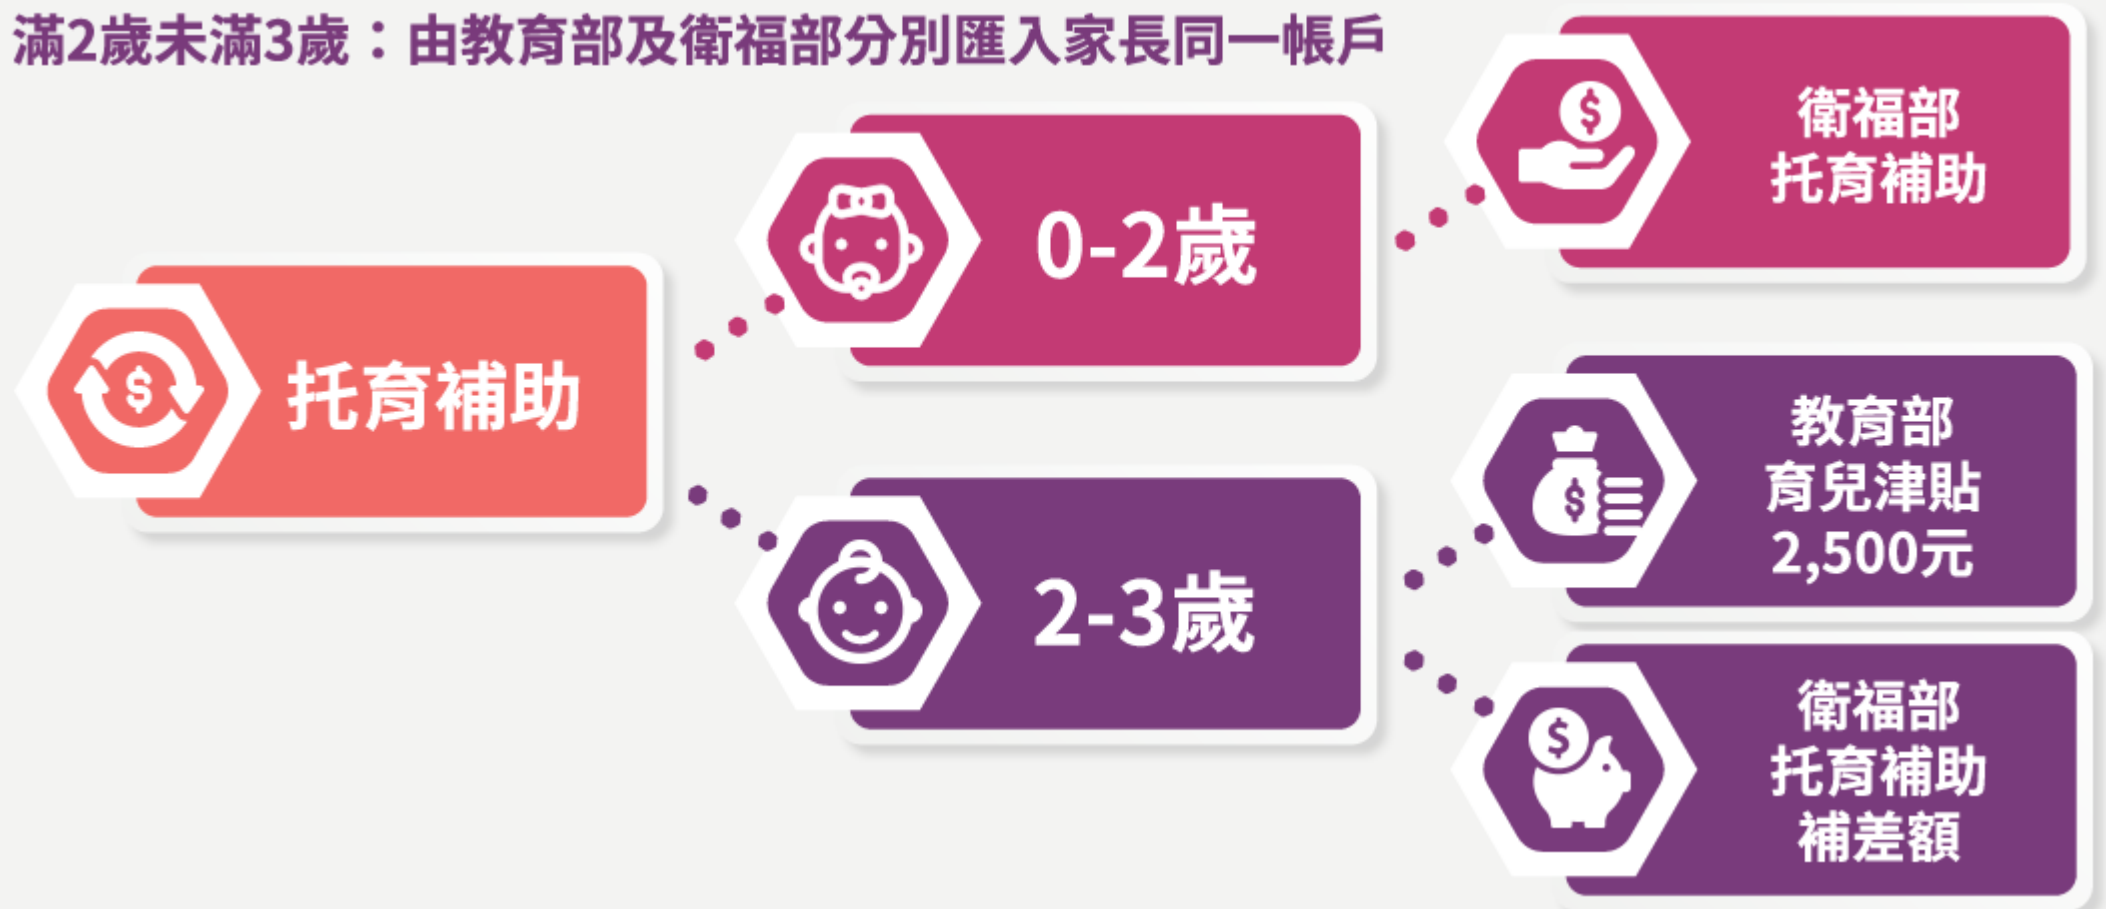 滿2歲未滿3歲：由教育部及衛福部分別匯入家長同一帳戶
托育補助
0-2歲
衛福部
托育補助
2-3歲
教育部
育兒津貼
2,500元
衛福部
托育補助
補差額